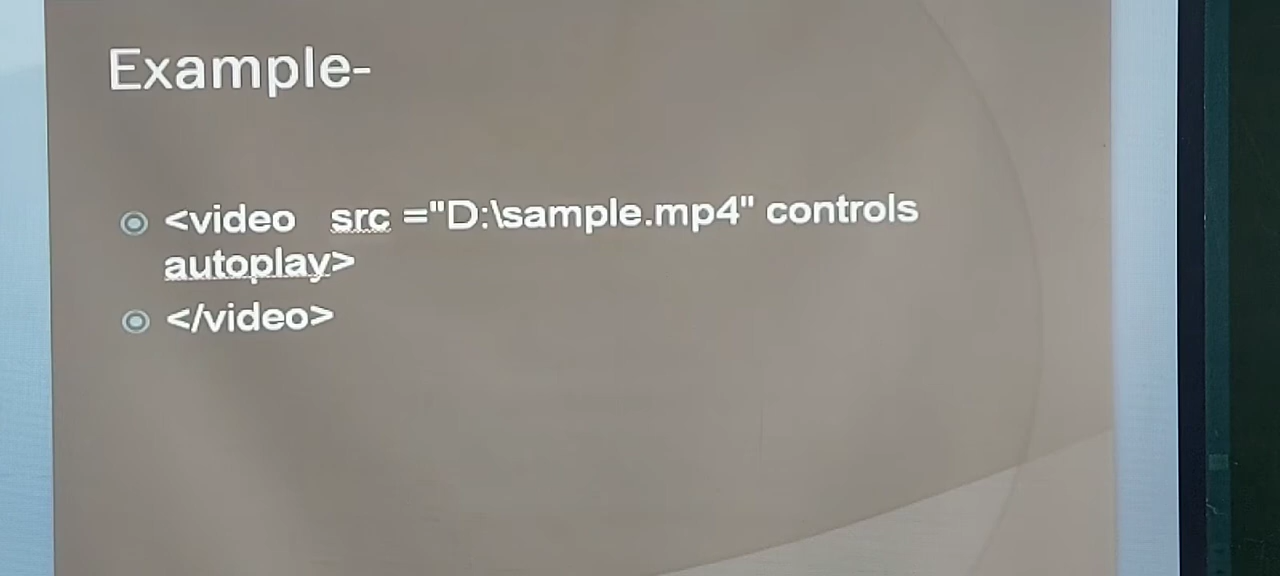 Example-
<video src ="D:\sample.mp4" controls
autoplay>
</video>